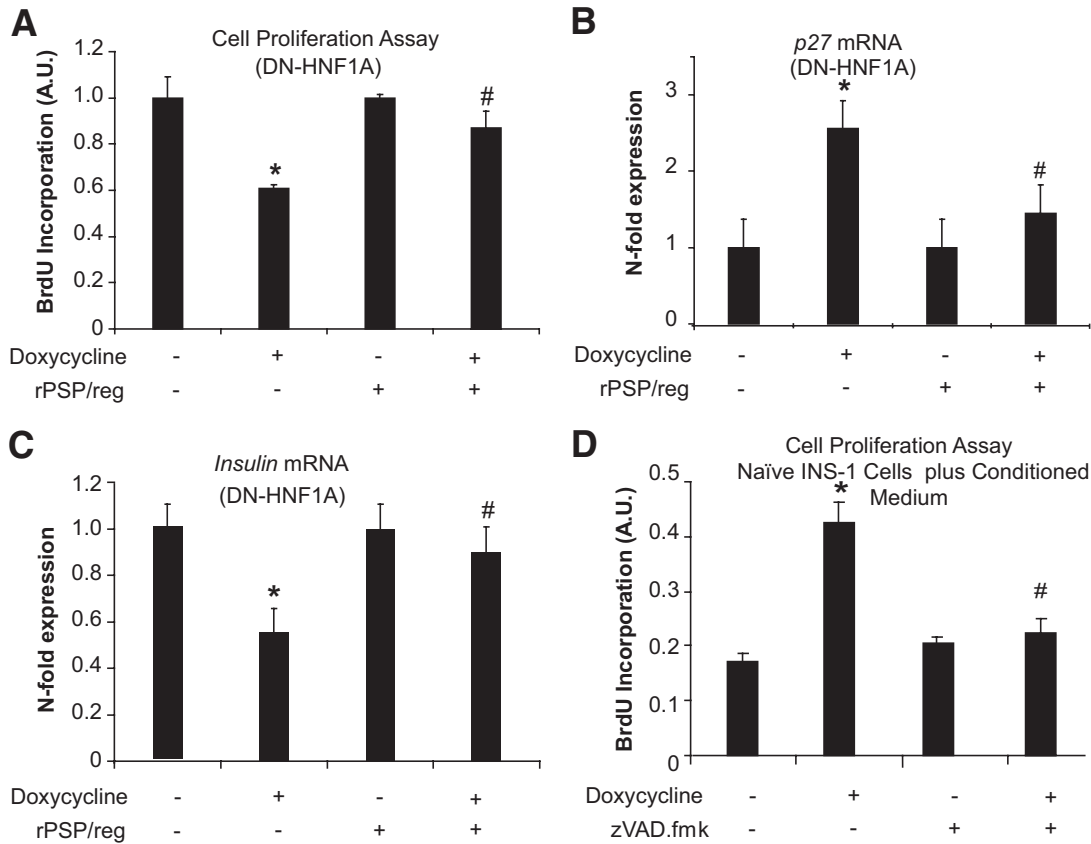 A
Cell Proliferation Assay
(DN-HNF1A)
BrdU Incorporation (A.U.)
1.2
1.0
0.8
0.6
0.4
0.2
0
*
#
Doxycycline - + - +
rPSP/reg - - + +
B
p27 mRNA
(DN-HNF1A)
N-fold expression
3
2
1
0
*
#
Doxycycline - + - +
rPSP/reg - - + +
C
Insulin mRNA
(DN-HNF1A)
N-fold expression
1.2
1.0
0.8
0.6
0.4
0.2
0
*
#
Doxycycline - + - +
rPSP/reg - - + +
D
Cell Proliferation Assay
Naïve INS-1 Cells plus Conditioned
Medium
BrdU Incorporation (A.U.)
0.5
0.4
0.3
0.2
0.1
0
*
#
Doxycycline - + - +
zVAD.fmk - - + +